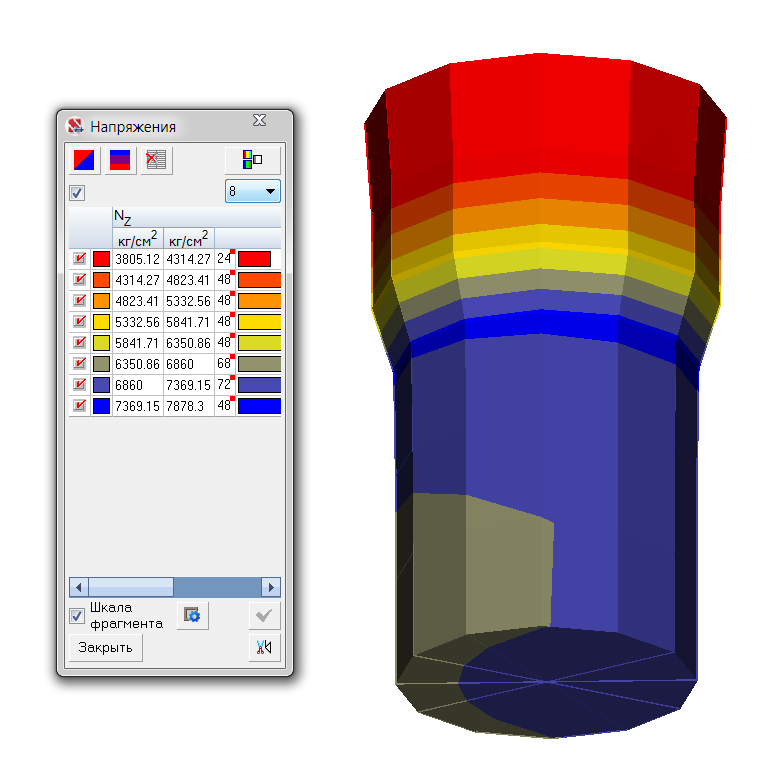 Напряжения
8
Nz
кг/см2 кг/см2
3805.12 4314.27 24
4314.27 4823.41 48
4823.41 5332.56 48
5332.56 5841.71 48
5841.71 6350.86 48
6350.86 6860 68
6860 7369.15 72
7369.15 7878.3 48
Шкала
фрагмента
Закрыть